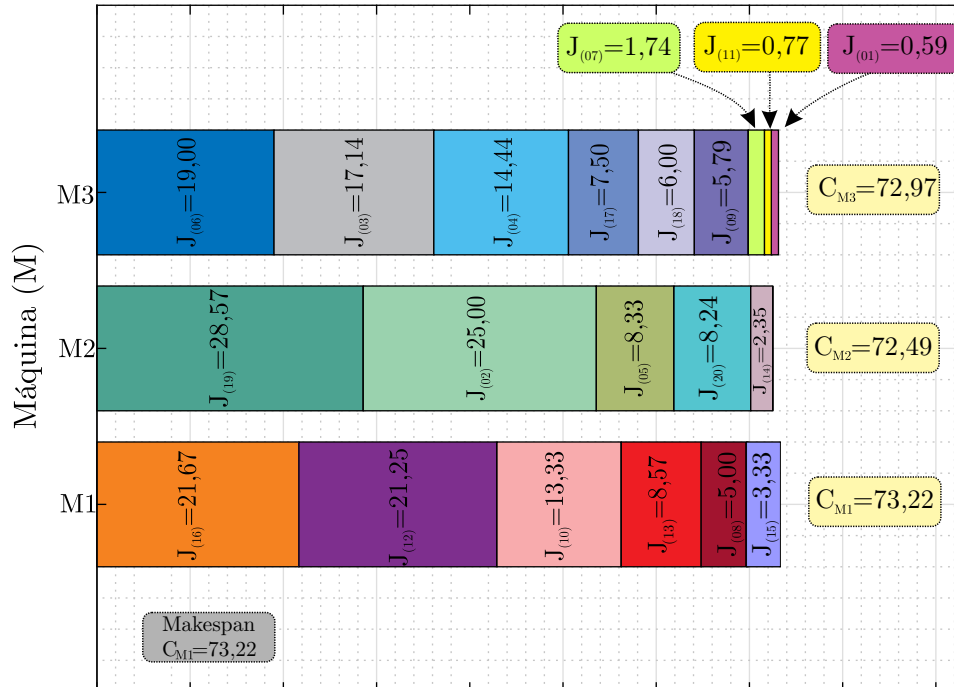 J(07)=1,74
J(11)=0,77
J(01)=0,59
Máquina (M)
M3
J(06)=19,00
J(03)=17,14
J(04)=14,44
J(17)=7,50
J(18)=6,00
J(09)=5,79
CM3=72,97
M2
J(19)=28,57
J(02)=25,00
J(05)=8,33
J(20)=8,24
J(14)=2,35
CM2=72,49
M1
J(16)=21,67
J(12)=21,25
J(10)=13,33
J(13)=8,57
J(08)=5,00
J(15)=3,33
CM1=73,22
Makespan
CM1=73,22